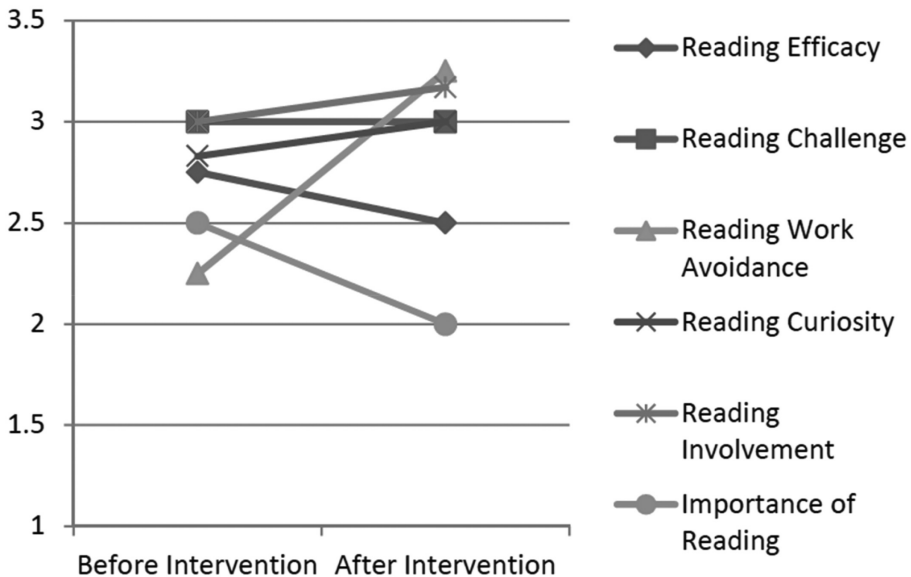 3.5
3
2.5
2
1.5
1
Before Intervention After Intervention
Reading Efficacy
Reading Challenge
Reading Work
Avoidance
Reading Curiosity
Reading
Involvement
Importance of
Reading